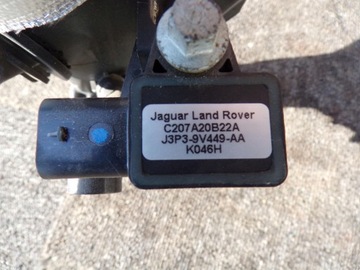 Jaguar Land Rover
C207A20B22A
J3P3-9V449-AA
K046H